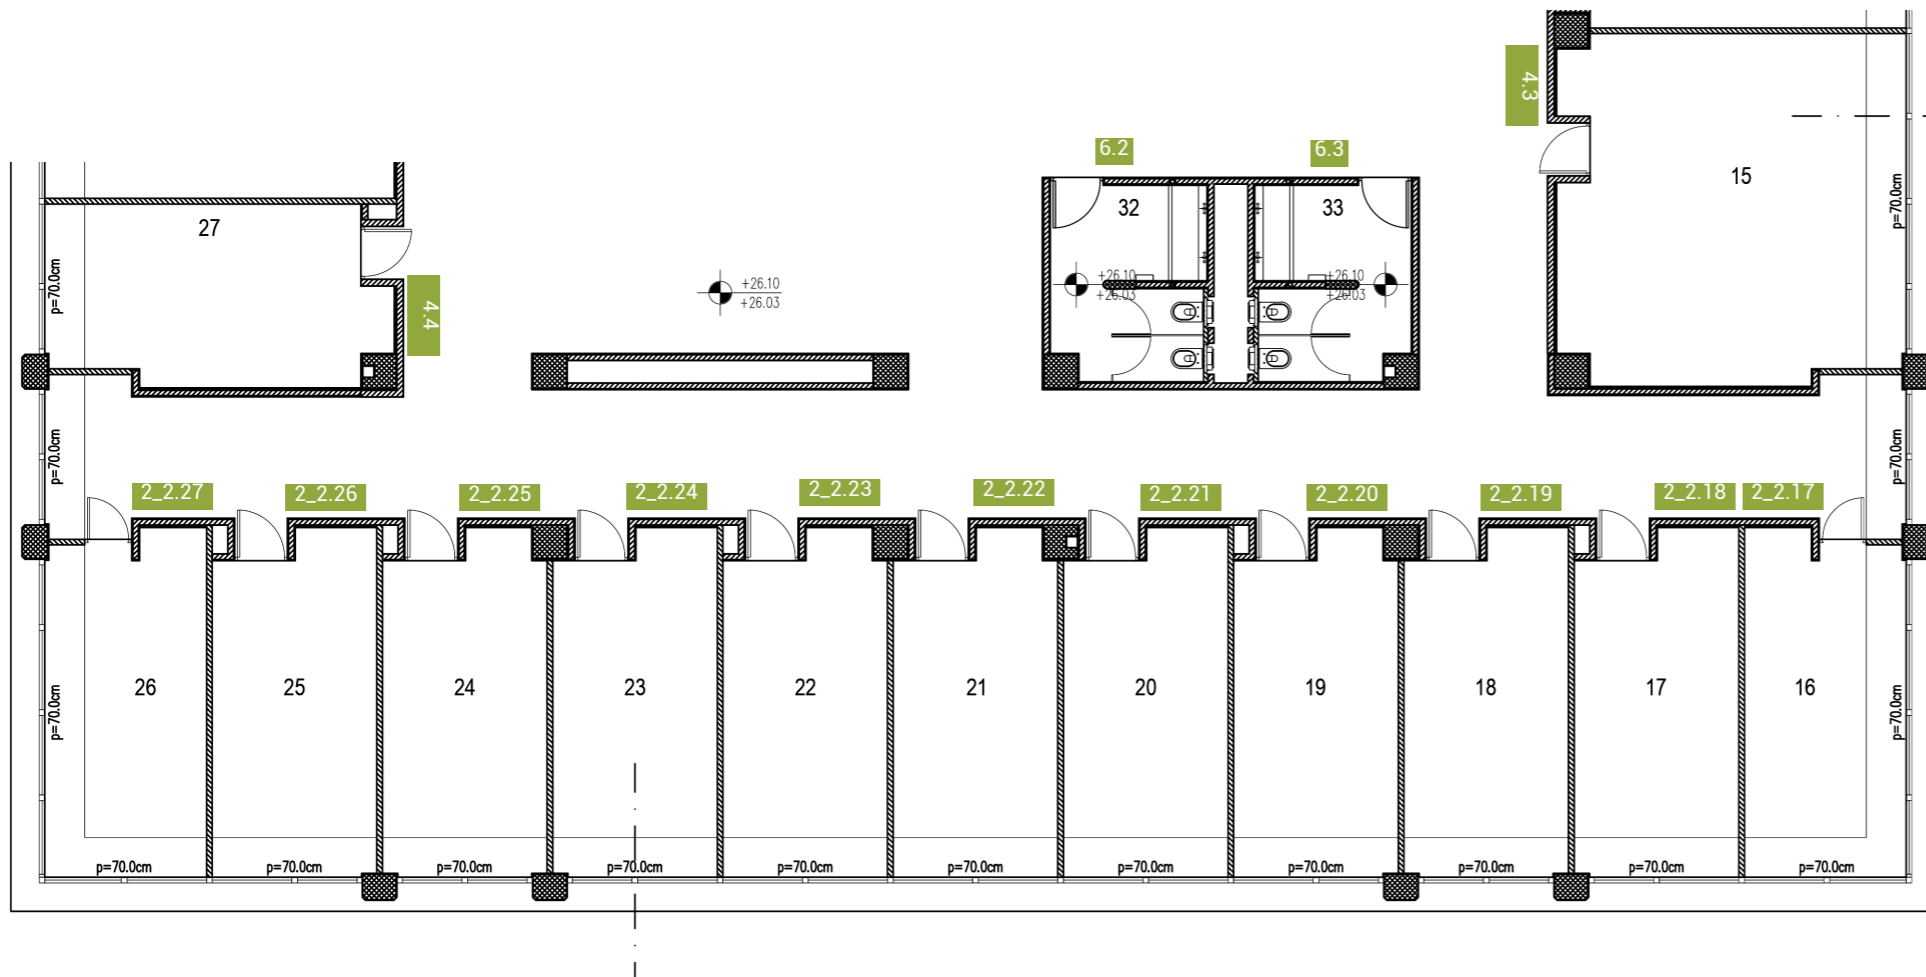 4.3
6.2
6.3
15
32
33
27
p=70.0cm
p=70.0cm
+26.10
+26.03
+26.10
+26.03
+26.10
+26.03
4.4
p=70.0cm
p=70.0cm
2_2.27
2_2.26
2_2.25
2_2.24
2_2.23
2_2.22
2_2.21
2_2.20
2_2.19
2_2.18
2_2.17
26
25
24
23
22
21
20
19
18
17
16
p=70.0cm
p=70.0cm
p=70.0cm
p=70.0cm
p=70.0cm
p=70.0cm
p=70.0cm
p=70.0cm
p=70.0cm
p=70.0cm
p=70.0cm
p=70.0cm
p=70.0cm